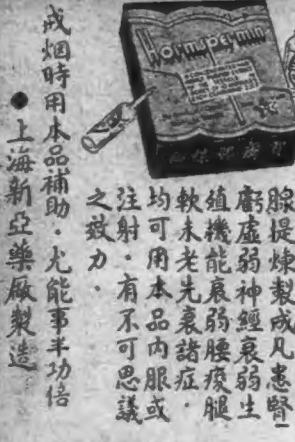 Hormspermin
腺提煉製成凡患腎
虧虛弱神經衰弱生
殖機能衰弱腰痠腿
軟未老先衰諸症·
均可用本品内服或
注射·有不可思議
之效力·
戒烟時用本品補助·尤能事半功倍
●上海新亞藥廠製造